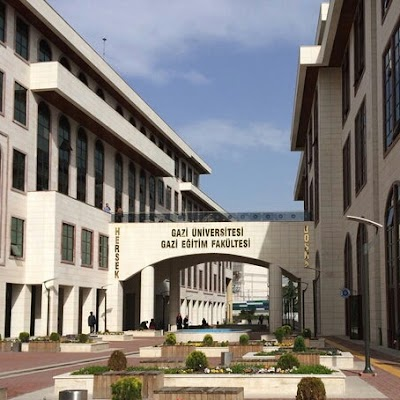 GAZİ ÜNİVERSİTESİ
GAZİ EĞİTİM FAKÜLTESİ
HERSEK